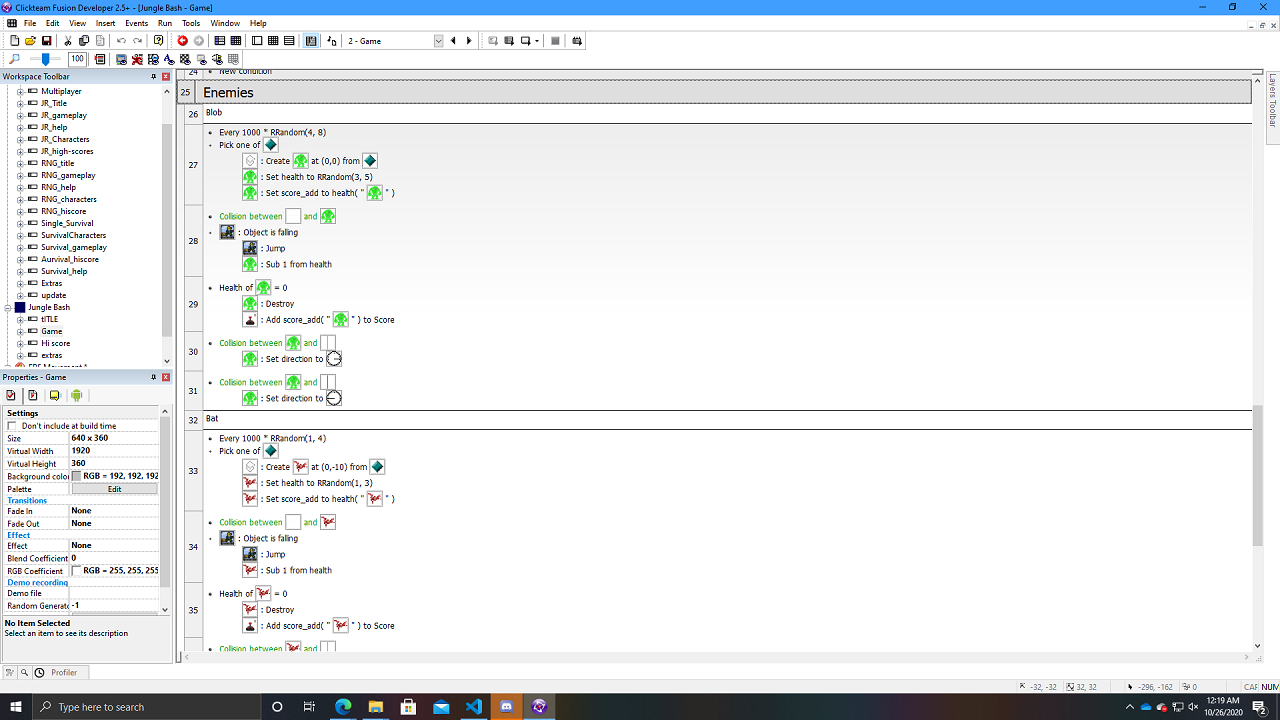 Clickteam Fusion Developer 2.5+ - [Jungle Bash - Game]
File Edit View Insert Events Run Tools Window Help
2 - Game
100
Workspace Toolbar
Multiplayer
JR_Title
JR_gameplay
JR_help
JR_Characters
JR_high-scores
RNG_title
RNG_gameplay
RNG_help
RNG_characters
RNG_hiscore
Single_Survival
SurvivalCharacters
Survival_gameplay
Aurvival_hiscore
Survival_help
Extras
update
Jungle Bash
tITLE
Game
Hi score
extras
Properties - Game
Settings
Don't include at build time
Size 640 x 360
Virtual Width 1920
Virtual Height 360
Background color RGB = 192, 192, 192
Palette Edit
Transitions
Fade In None
Fade Out None
Effect
Effect None
Blend Coefficient 0
RGB Coefficient RGB = 255, 255, 255
Demo recording
Demo file
Random Generato -1
No Item Selected
Select an item to see its description
Profiler
24 • New condition
25 Enemies
26 Blob
27
• Every 1000 * RRandom(4, 8)
• Pick one of
: Create at (0,0) from
: Set health to RRandom(3, 5)
: Set score_add to health( " " )
28
• Collision between and
• : Object is falling
: Jump
: Sub 1 from health
29
• Health of = 0
: Destroy
: Add score_add( " " ) to Score
30
• Collision between and
: Set direction to
31
• Collision between and
: Set direction to
32 Bat
33
• Every 1000 * RRandom(1, 4)
• Pick one of
: Create at (0,-10) from
: Set health to RRandom(1, 3)
: Set score_add to health( " " )
34
• Collision between and
• : Object is falling
: Jump
: Sub 1 from health
35
• Health of = 0
: Destroy
: Add score_add( " " ) to Score
• Collision between and
Layers Toolbar
-32, -32 32, 32 -296, -162 0 CAP NUM
Type here to search
12:19 AM
10/26/2020
2